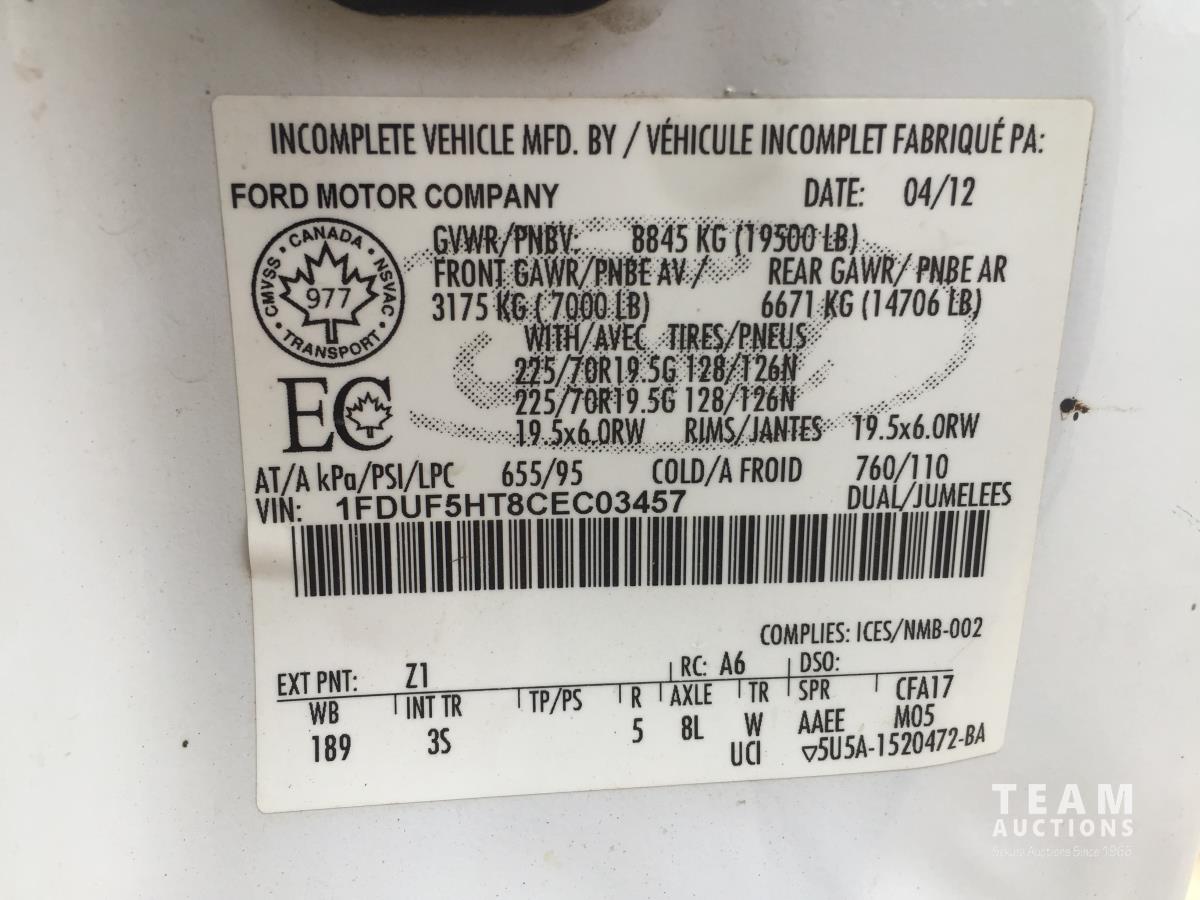 INCOMPLETE VEHICLE MFD. BY / VÉHICULE INCOMPLET FABRIQUÉ PA:
FORD MOTOR COMPANY DATE: 04/12
CANADA · NSVAC · TRANSPORT · CMVSS ·
977
GVWR/PNBV: 8845 KG (19500 LB)
FRONT GAWR/PNBE AV / REAR GAWR/ PNBE AR
3175 KG ( 7000 LB) 6671 KG (14706 LB)
WITH/AVEC TIRES/PNEUS
225/70R19.5G 128/126N
225/70R19.5G 128/126N
EC
19.5x6.0RW RIMS/JANTES 19.5x6.0RW
AT/A kPa/PSI/LPC 655/95 COLD/A FROID 760/110
VIN: 1FDUF5HT8CEC03457 DUAL/JUMELEES
COMPLIES: ICES/NMB-002
EXT PNT: Z1 RC: A6 DSO:
WB INT TR TP/PS R AXLE TR SPR CFA17
189 3S 5 8L W AAEE M05
UCI ▽5U5A-1520472-BA
TEAM
AUCTIONS
Auctions Since 1965